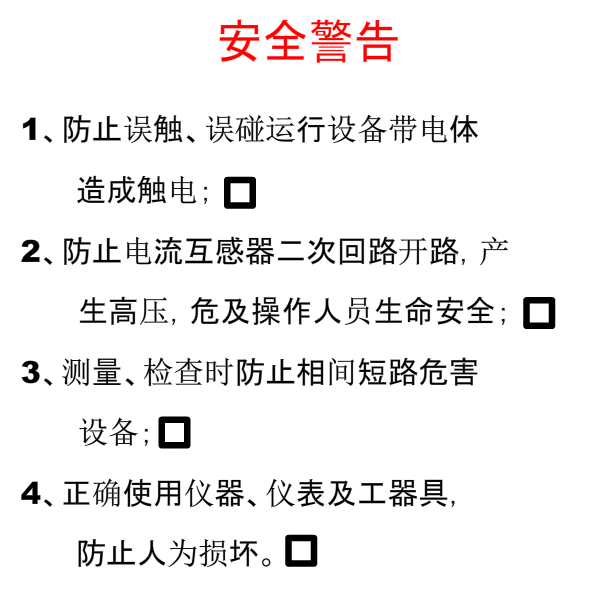 安全警告
1、防止误触、误碰运行设备带电体
造成触电；
2、防止电流互感器二次回路开路，产
生高压，危及操作人员生命安全；
3、测量、检查时防止相间短路危害
设备；
4、正确使用仪器、仪表及工器具，
防止人为损坏。